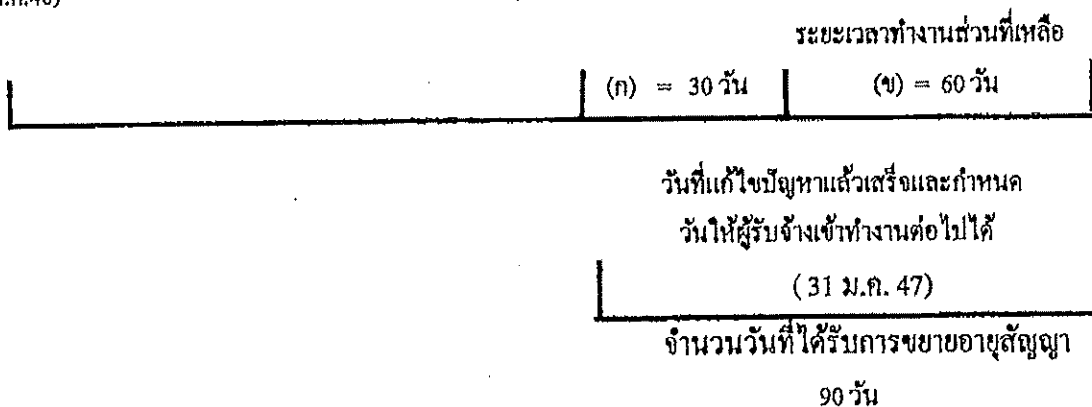 ระยะเวลาทำงานส่วนที่เหลือ
(ก) = 30 วัน (ข) = 60 วัน
วันที่แก้ไขปัญหาแล้วเสร็จและกำหนด
วันให้ผู้รับจ้างเข้าทำงานต่อไปได้
( 31 ม.ค. 47)
จำนวนวันที่ได้รับการขยายอายุสัญญา
90 วัน